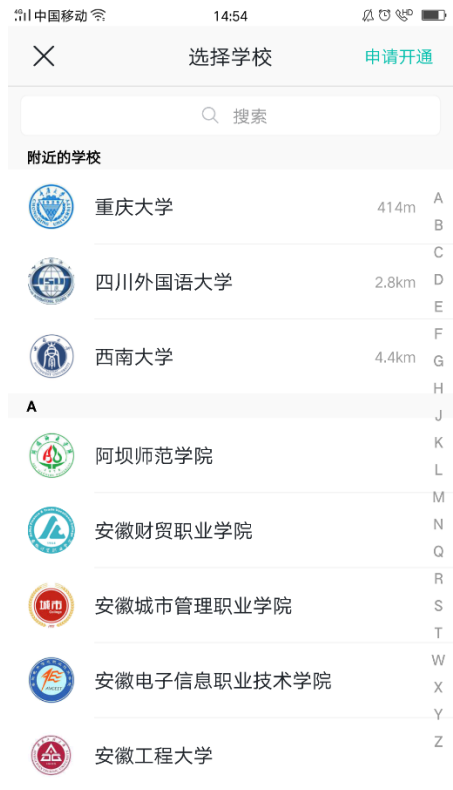 4G 中国移动 14:54 HD
选择学校 申请开通
搜索
附近的学校
重庆大学 414m
四川外国语大学 2.8km
西南大学 4.4km
A
阿坝师范学院
安徽财贸职业学院
安徽城市管理职业学院
城市
安徽电子信息职业技术学院
安徽工程大学
A
B
C
D
E
F
G
H
J
K
L
M
N
Q
R
S
T
W
X
Y
Z